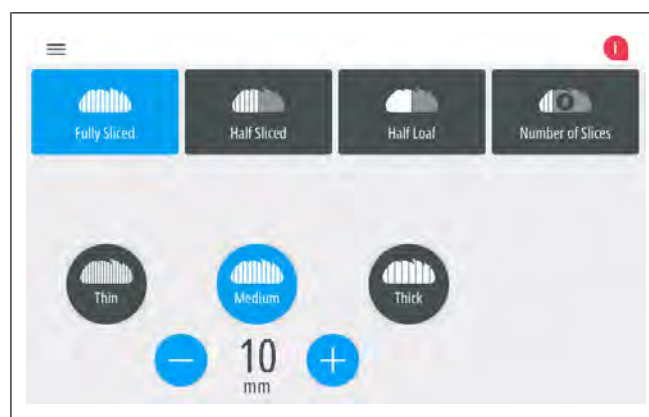 i
Fully Sliced
Half Sliced
Half Loaf
Number of Slices
Thin
Medium
Thick
10
mm